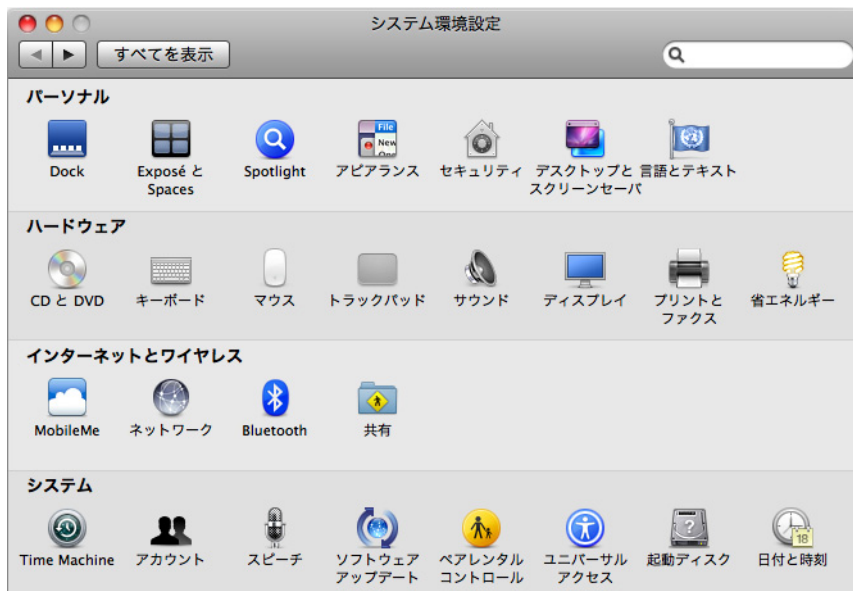 システム環境設定
すべてを表示
パーソナル
Dock
Exposé と
Spaces
Spotlight
File
New
アピアランス
セキュリティ
デスクトップと
スクリーンセーバ
言語とテキスト
ハードウェア
CD と DVD
キーボード
マウス
トラックパッド
サウンド
ディスプレイ
プリントと
ファクス
省エネルギー
インターネットとワイヤレス
MobileMe
ネットワーク
Bluetooth
共有
システム
Time Machine
アカウント
スピーチ
ソフトウェア
アップデート
ペアレンタル
コントロール
ユニバーサル
アクセス
?
起動ディスク
18
日付と時刻